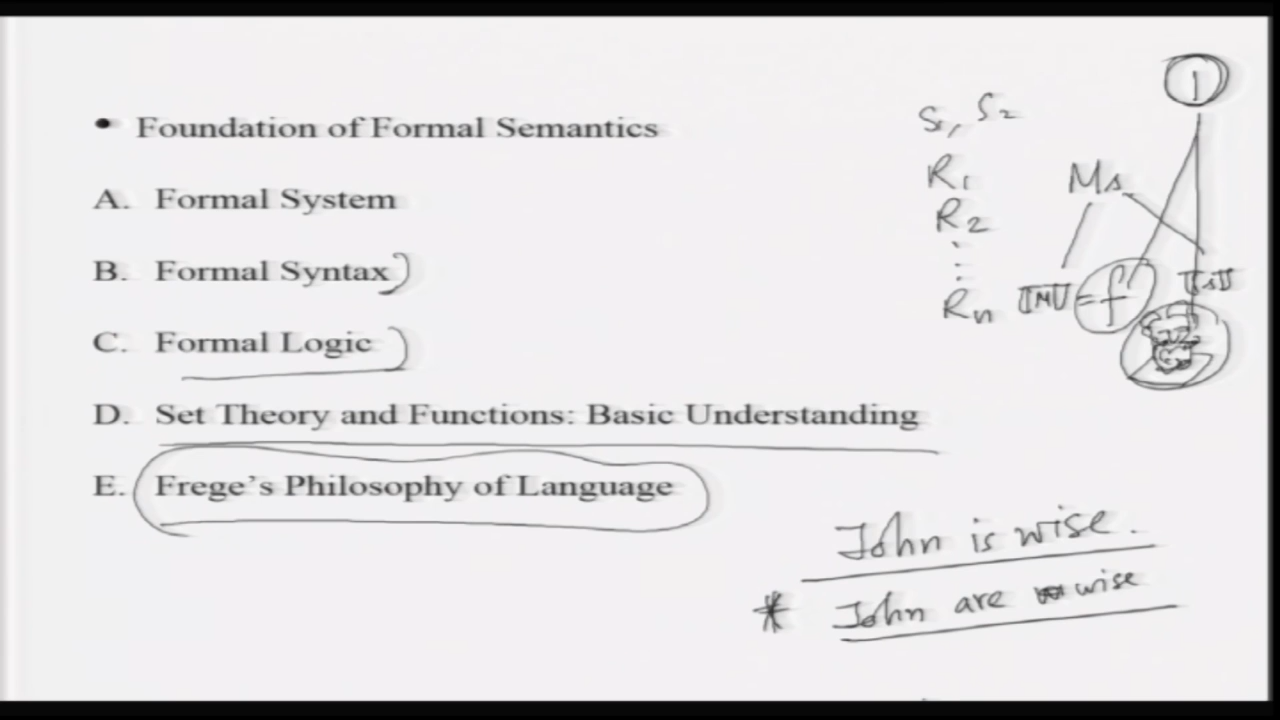 • Foundation of Formal Semantics
A. Formal System
B. Formal Syntax
C. Formal Logic
D. Set Theory and Functions: Basic Understanding
E. Frege's Philosophy of Language
S₁, S₂
R₁
R₂
⋮
Rₙ
1
Ms
⟦M⟧ = f
⟦s⟧
John is wise.
* John are wise